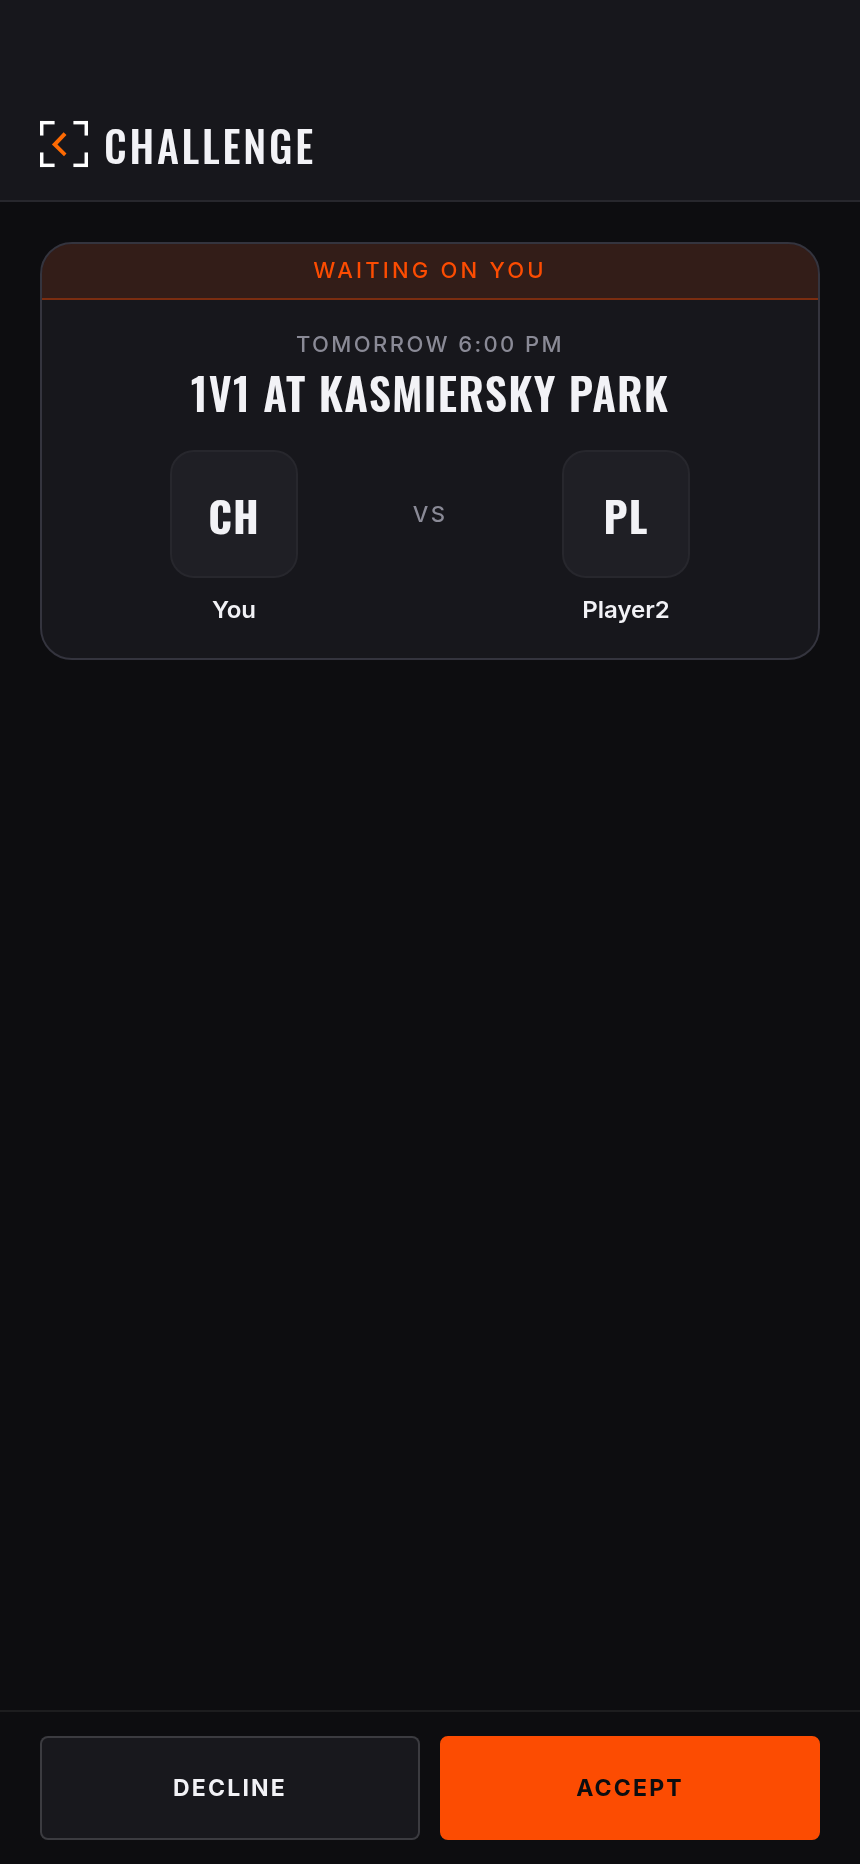 CHALLENGE
WAITING ON YOU
TOMORROW 6:00 PM
1V1 AT KASMIERSKY PARK
CH
VS
PL
You
Player2
DECLINE
ACCEPT